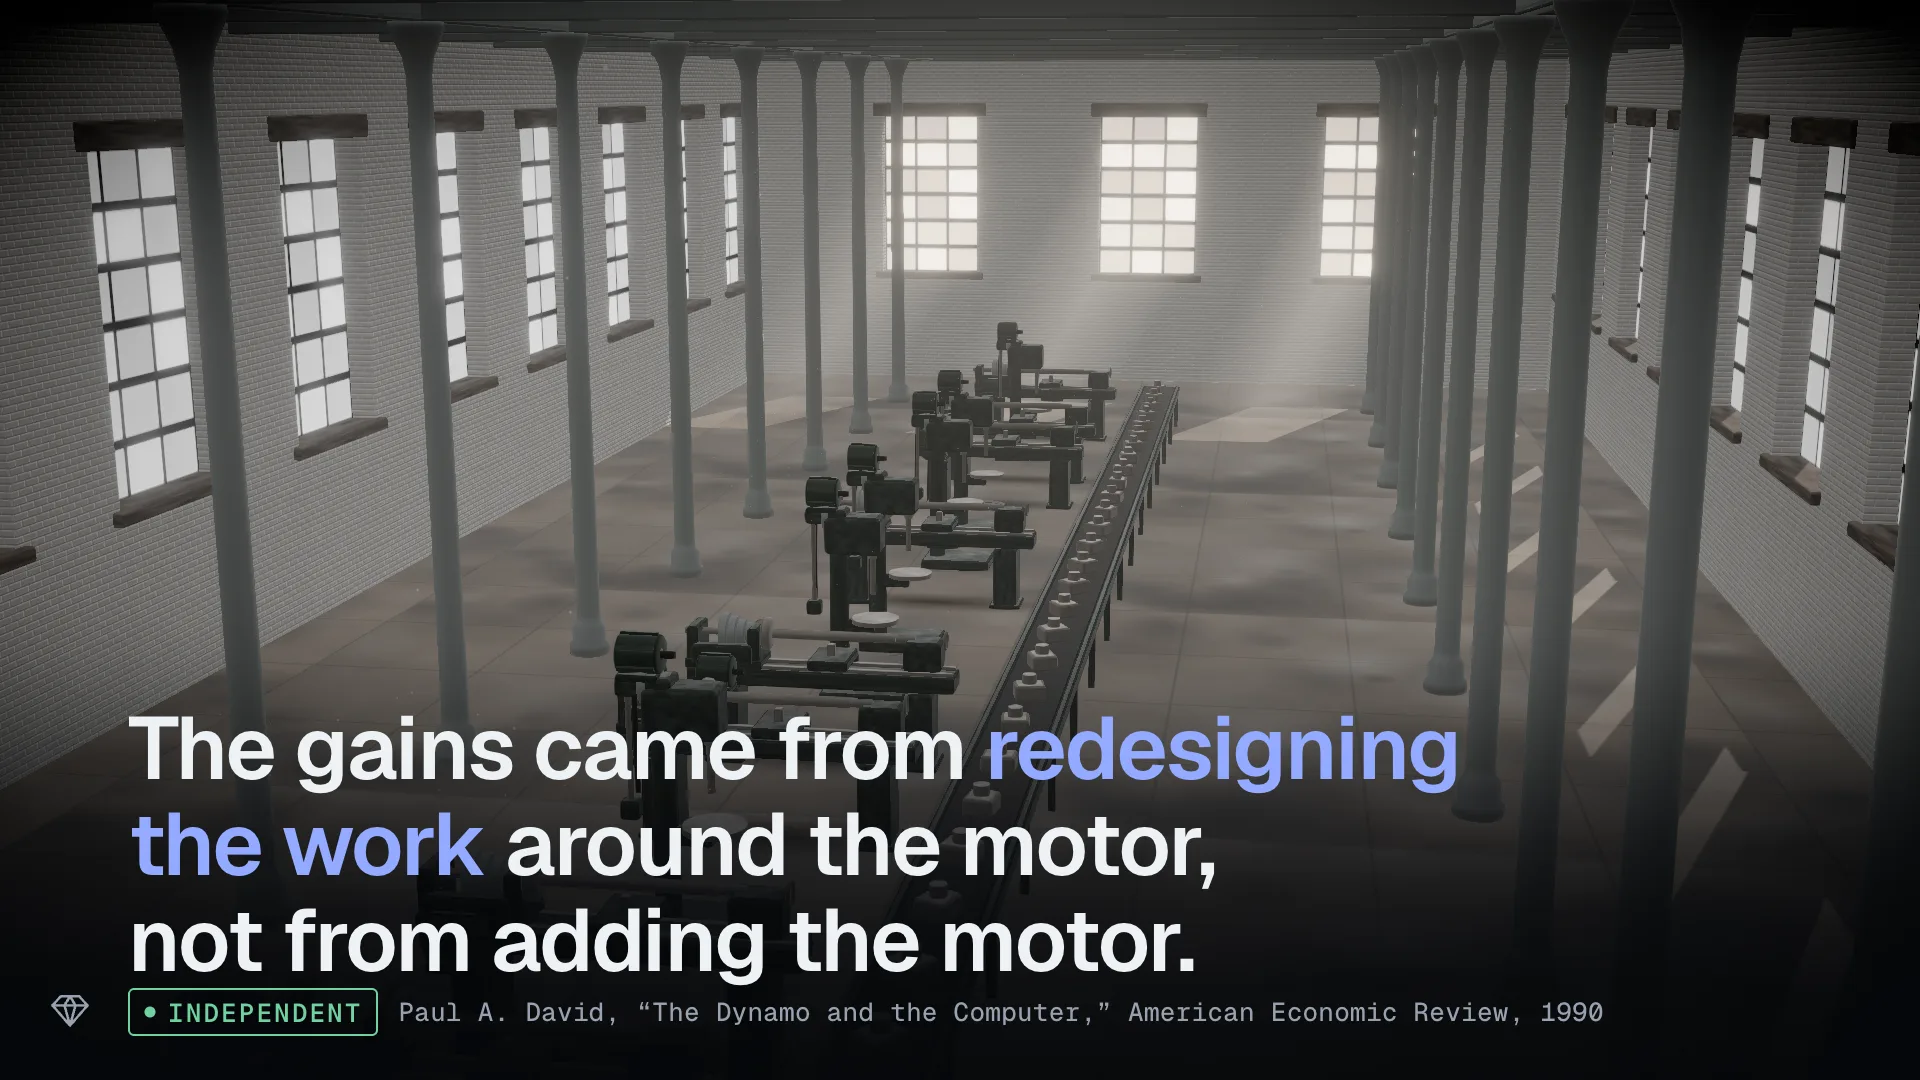 The gains came from redesigning
the work around the motor,
not from adding the motor.
INDEPENDENT Paul A. David, “The Dynamo and the Computer,” American Economic Review, 1990